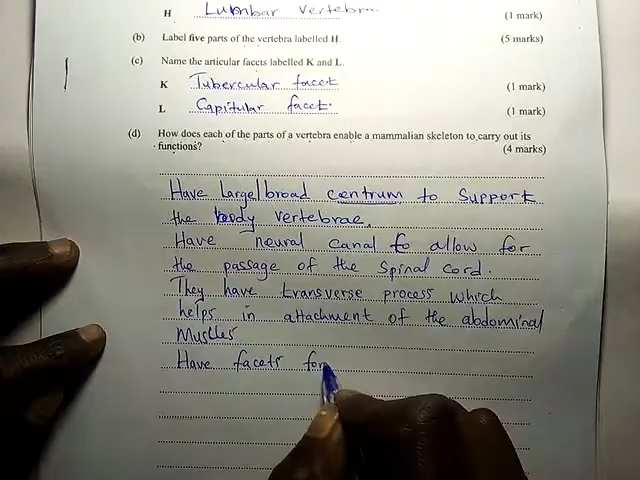 H Lumbar vertebra. (1 mark)
(b) Label five parts of the vertebra labelled H. (5 marks)
(c) Name the articular facets labelled K and L.
K Tubercular facet (1 mark)
L Capitular facet. (1 mark)
(d) How does each of the parts of a vertebra enable a mammalian skeleton to carry out its
functions? (4 marks)
Have large/broad centrum to support
the body vertebrae.
Have neural canal to allow for
the passage of the spinal cord.
They have transverse process which
helps in attachment of the abdominal
Muscles
Have facets for